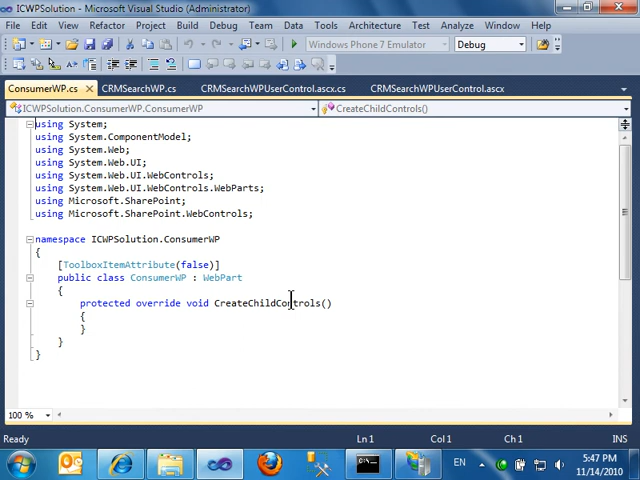 ICWPSolution - Microsoft Visual Studio (Administrator)
File Edit View Refactor Project Build Debug Team Data Tools Architecture Test Analyze Window Help
Windows Phone 7 Emulator Debug
ConsumerWP.cs CRMSearchWP.cs CRMSearchWPUserControl.ascx.cs CRMSearchWPUserControl.ascx
ICWPSolution.ConsumerWP.ConsumerWP CreateChildControls()
using System;
using System.ComponentModel;
using System.Web;
using System.Web.UI;
using System.Web.UI.WebControls;
using System.Web.UI.WebControls.WebParts;
using Microsoft.SharePoint;
using Microsoft.SharePoint.WebControls;
namespace ICWPSolution.ConsumerWP
{
[ToolboxItemAttribute(false)]
public class ConsumerWP : WebPart
{
protected override void CreateChildControls()
{
}
}
}
100 %
Ready Ln 1 Col 1 Ch 1 INS
EN 5:47 PM
11/14/2010